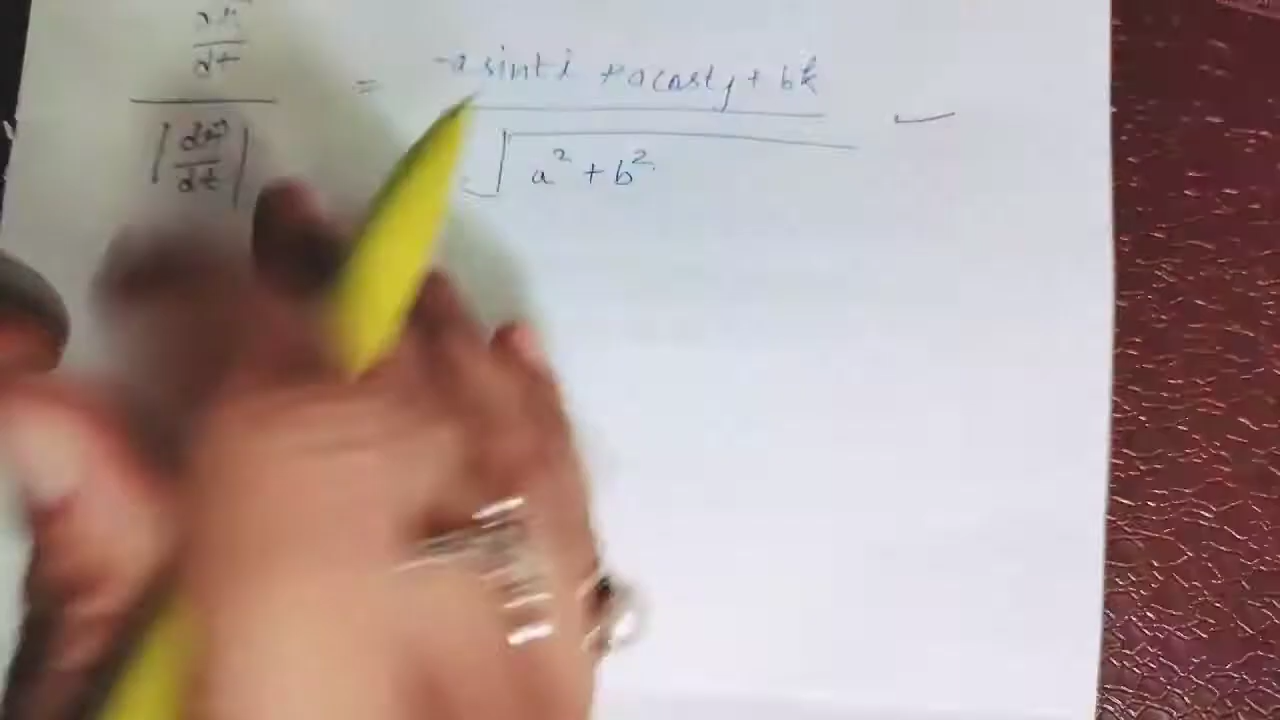 dr/dt / |dr/dt| = -a sint i + a cost j + bk / √a² + b²